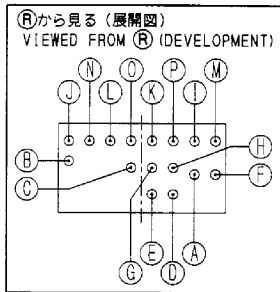 Ⓡから見る (展開図)
VIEWED FROM Ⓡ (DEVELOPMENT)
N O P M
J L K I
B H
C F
G E D A